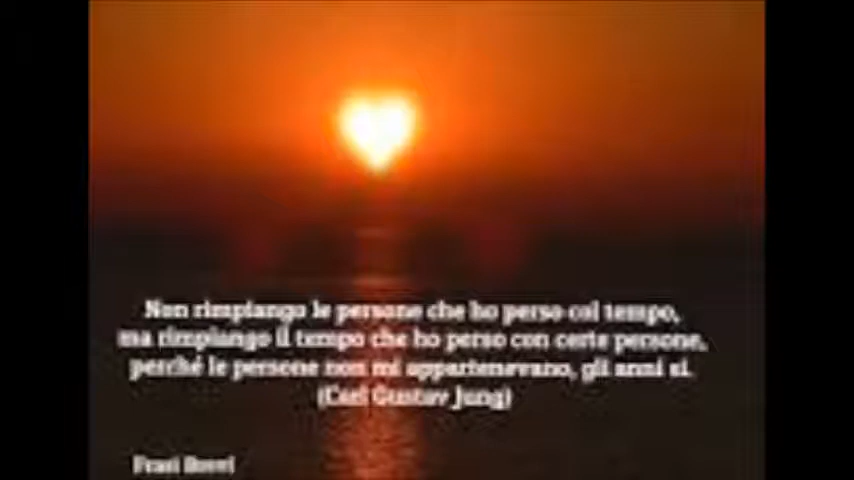 Non rimpiango le persone che ho perso col tempo,
ma rimpiango il tempo che ho perso con certe persone,
perché le persone non mi appartenevano, gli anni si.
(Carl Gustav Jung)
Frasi Brevi